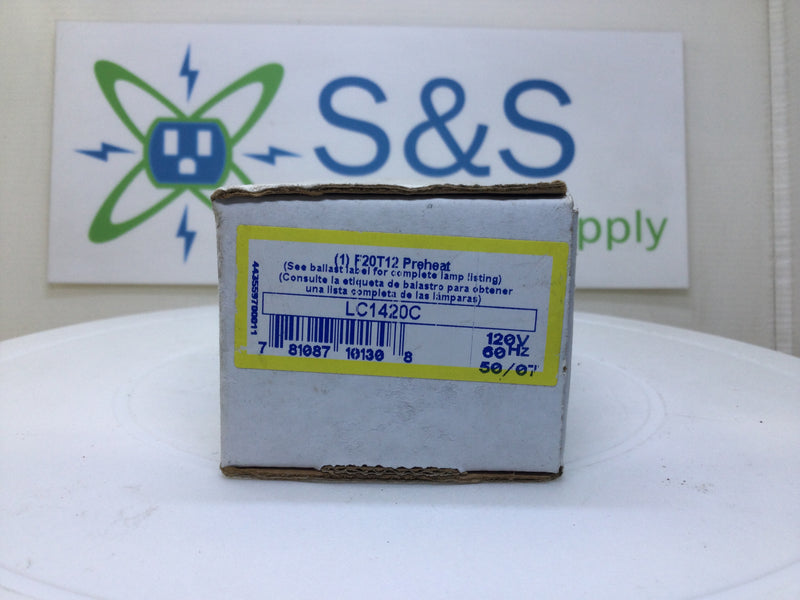 S&S
pply
(1) F20T12 Preheat
(See ballast label for complete lamp listing)
(Consulte la etiqueta de balastro para obtener
una lista completa de las lámparas)
LC1420C
7 81087 10130 8
120V
60Hz
50/07
443559700011